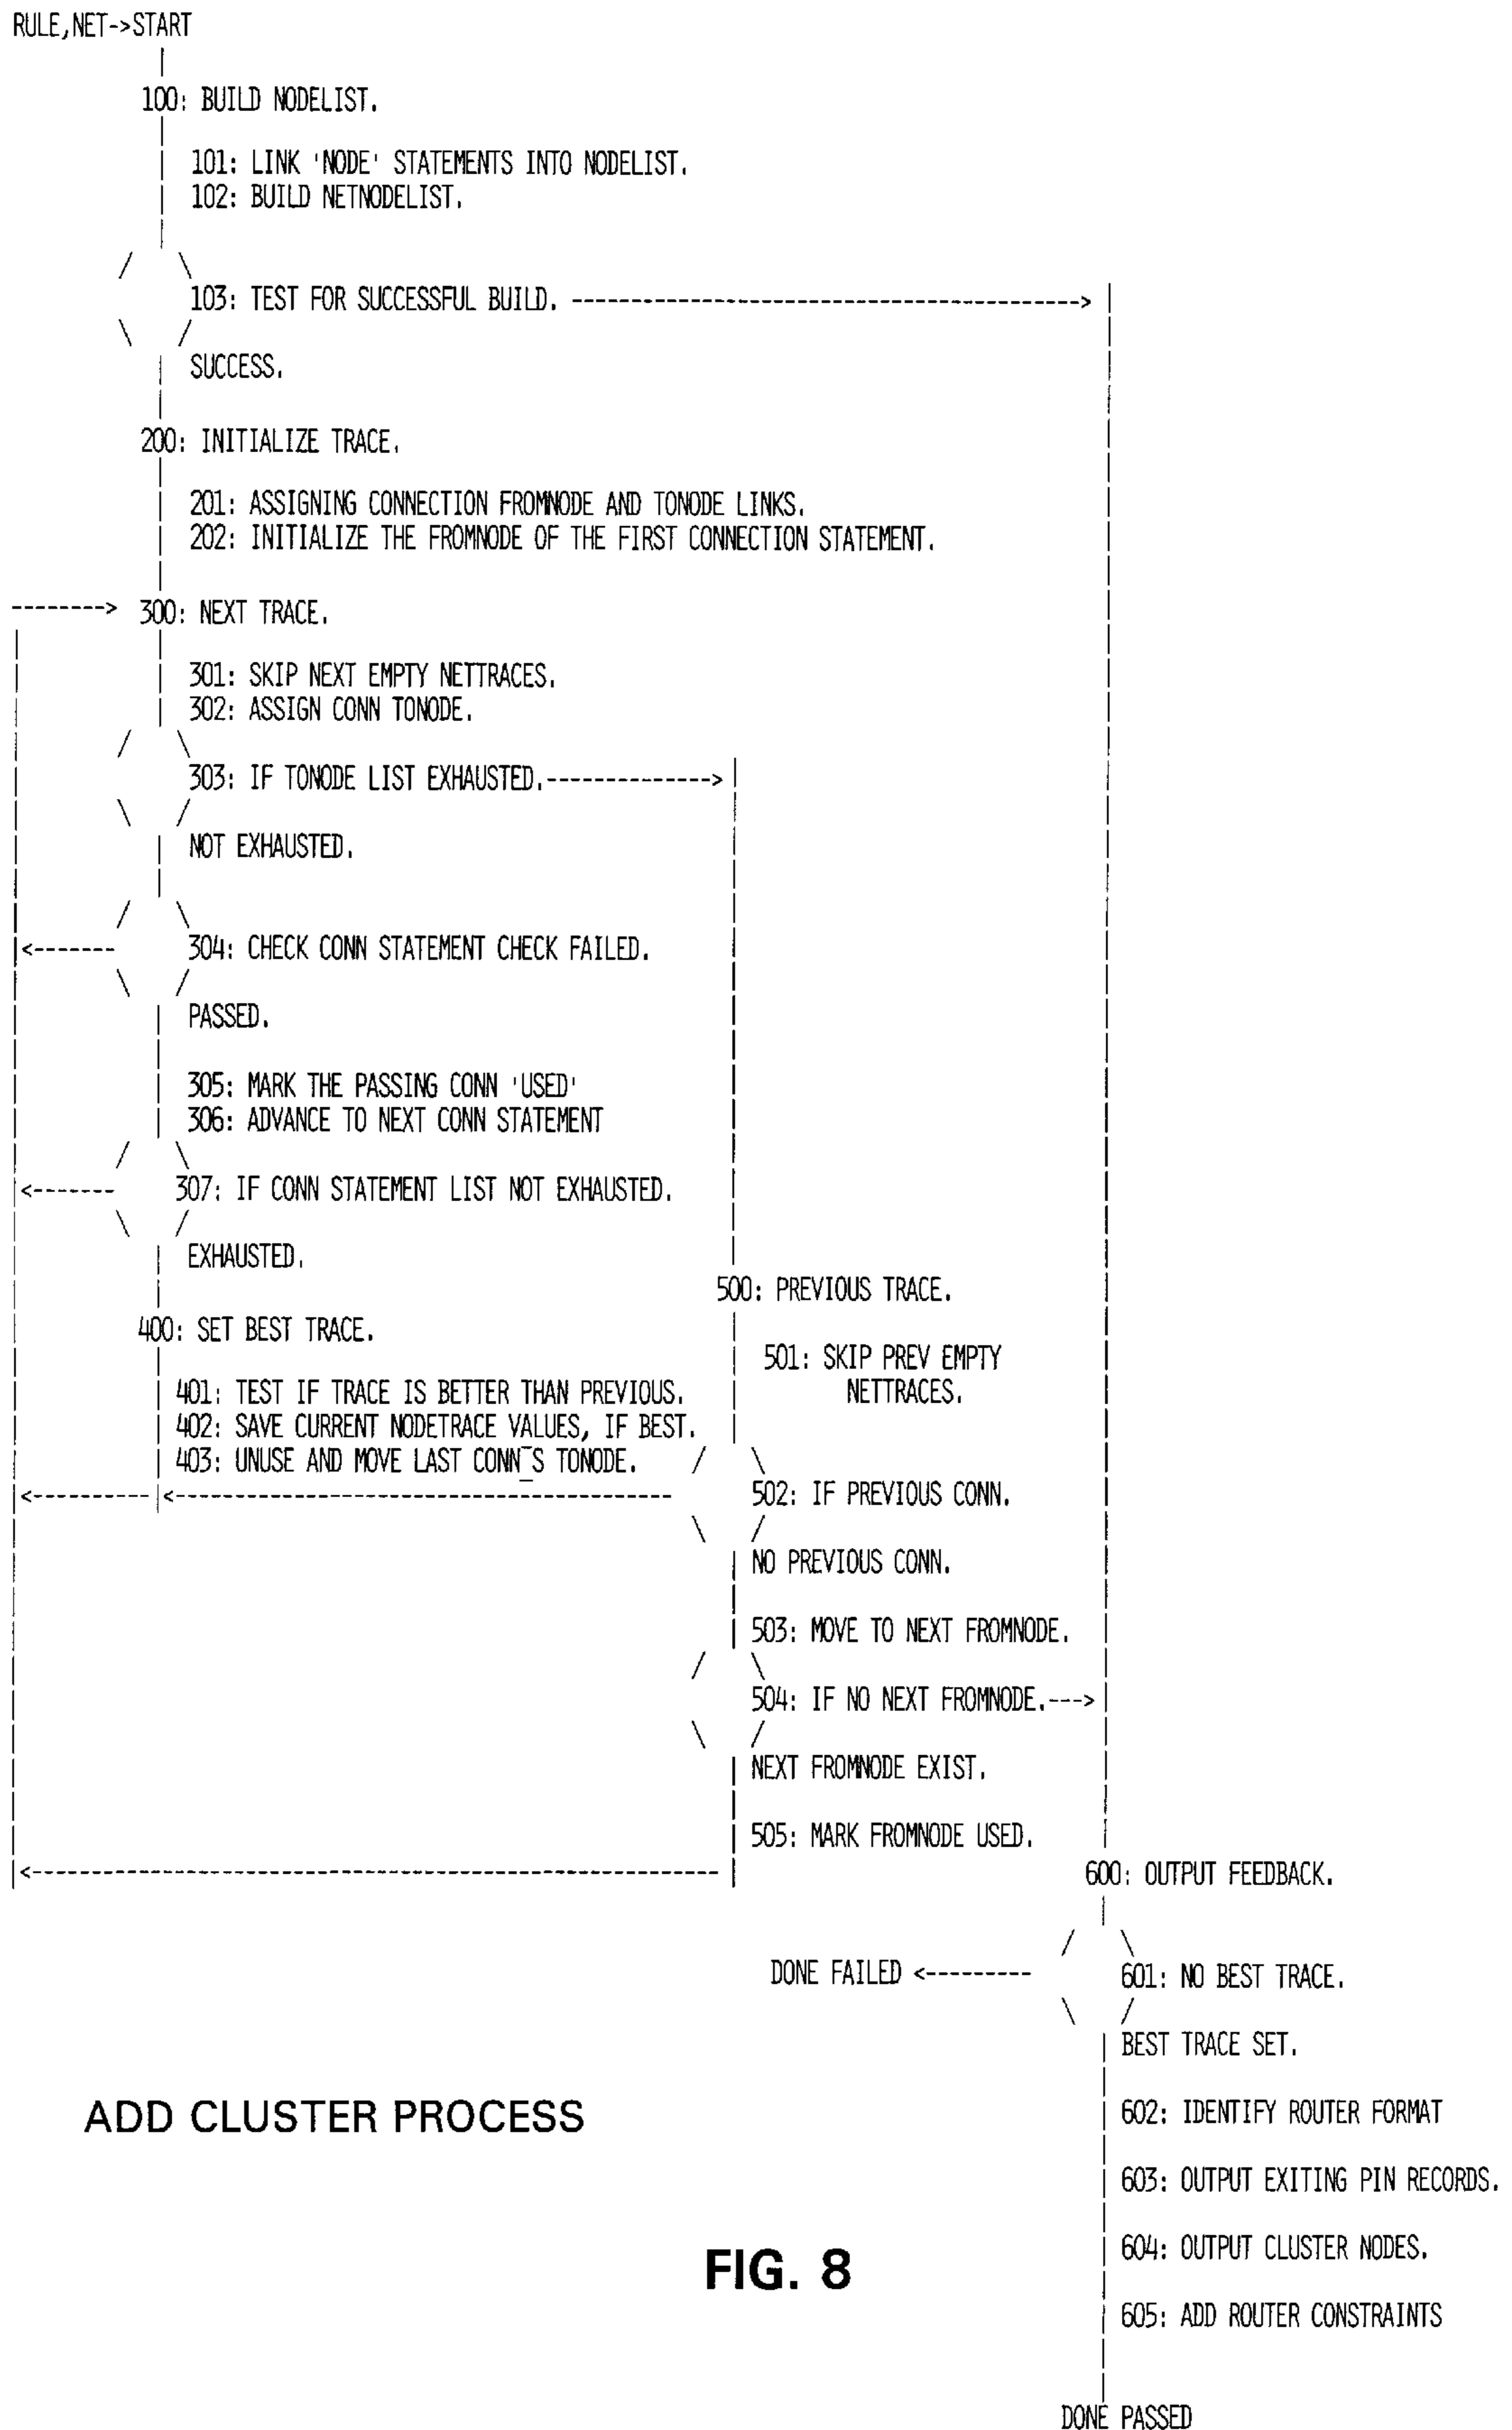 RULE,NET->START
100: BUILD NODELIST.
101: LINK 'NODE' STATEMENTS INTO NODELIST.
102: BUILD NETNODELIST.
103: TEST FOR SUCCESSFUL BUILD.
SUCCESS.
200: INITIALIZE TRACE.
201: ASSIGNING CONNECTION FROMNODE AND TONODE LINKS.
202: INITIALIZE THE FROMNODE OF THE FIRST CONNECTION STATEMENT.
300: NEXT TRACE.
301: SKIP NEXT EMPTY NETTRACES.
302: ASSIGN CONN TONODE.
303: IF TONODE LIST EXHAUSTED.
NOT EXHAUSTED.
304: CHECK CONN STATEMENT CHECK FAILED.
PASSED.
305: MARK THE PASSING CONN 'USED'
306: ADVANCE TO NEXT CONN STATEMENT
307: IF CONN STATEMENT LIST NOT EXHAUSTED.
EXHAUSTED.
400: SET BEST TRACE.
401: TEST IF TRACE IS BETTER THAN PREVIOUS.
402: SAVE CURRENT NODETRACE VALUES, IF BEST.
403: UNUSE AND MOVE LAST CONN_S TONODE.
500: PREVIOUS TRACE.
501: SKIP PREV EMPTY
NETTRACES.
502: IF PREVIOUS CONN.
NO PREVIOUS CONN.
503: MOVE TO NEXT FROMNODE.
504: IF NO NEXT FROMNODE.
NEXT FROMNODE EXIST.
505: MARK FROMNODE USED.
600: OUTPUT FEEDBACK.
DONE FAILED
601: NO BEST TRACE.
BEST TRACE SET.
602: IDENTIFY ROUTER FORMAT
603: OUTPUT EXITING PIN RECORDS.
604: OUTPUT CLUSTER NODES.
605: ADD ROUTER CONSTRAINTS
DONE PASSED
ADD CLUSTER PROCESS
FIG. 8